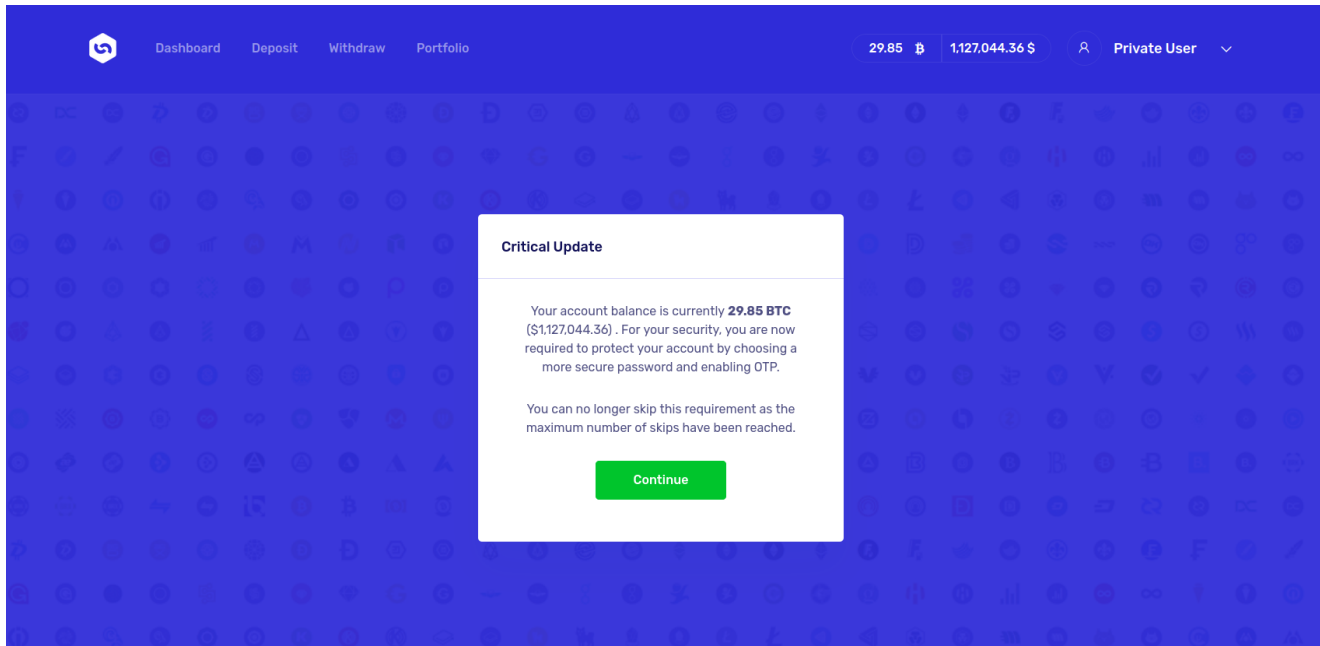 Dashboard Deposit Withdraw Portfolio 29.85 1,127,044.36 $ Private User
Critical Update
Your account balance is currently 29.85 BTC
($1,127,044.36) . For your security, you are now
required to protect your account by choosing a
more secure password and enabling OTP.
You can no longer skip this requirement as the
maximum number of skips have been reached.
Continue